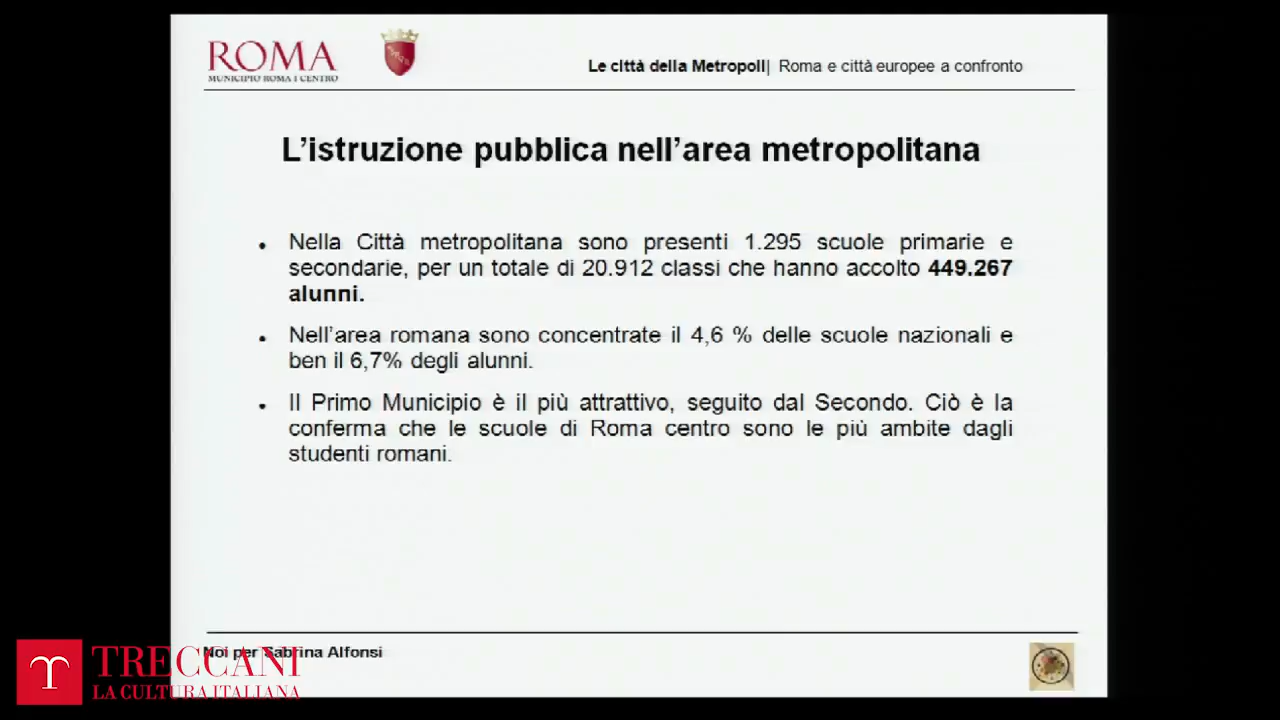 ROMA
MUNICIPIO ROMA I CENTRO
Le città della Metropoli| Roma e città europee a confronto
L'istruzione pubblica nell'area metropolitana
• Nella Città metropolitana sono presenti 1.295 scuole primarie e
secondarie, per un totale di 20.912 classi che hanno accolto 449.267
alunni.
• Nell'area romana sono concentrate il 4,6 % delle scuole nazionali e
ben il 6,7% degli alunni.
• Il Primo Municipio è il più attrattivo, seguito dal Secondo. Ciò è la
conferma che le scuole di Roma centro sono le più ambite dagli
studenti romani.
Noi per Sabrina Alfonsi
TRECCANI
LA CULTURA ITALIANA